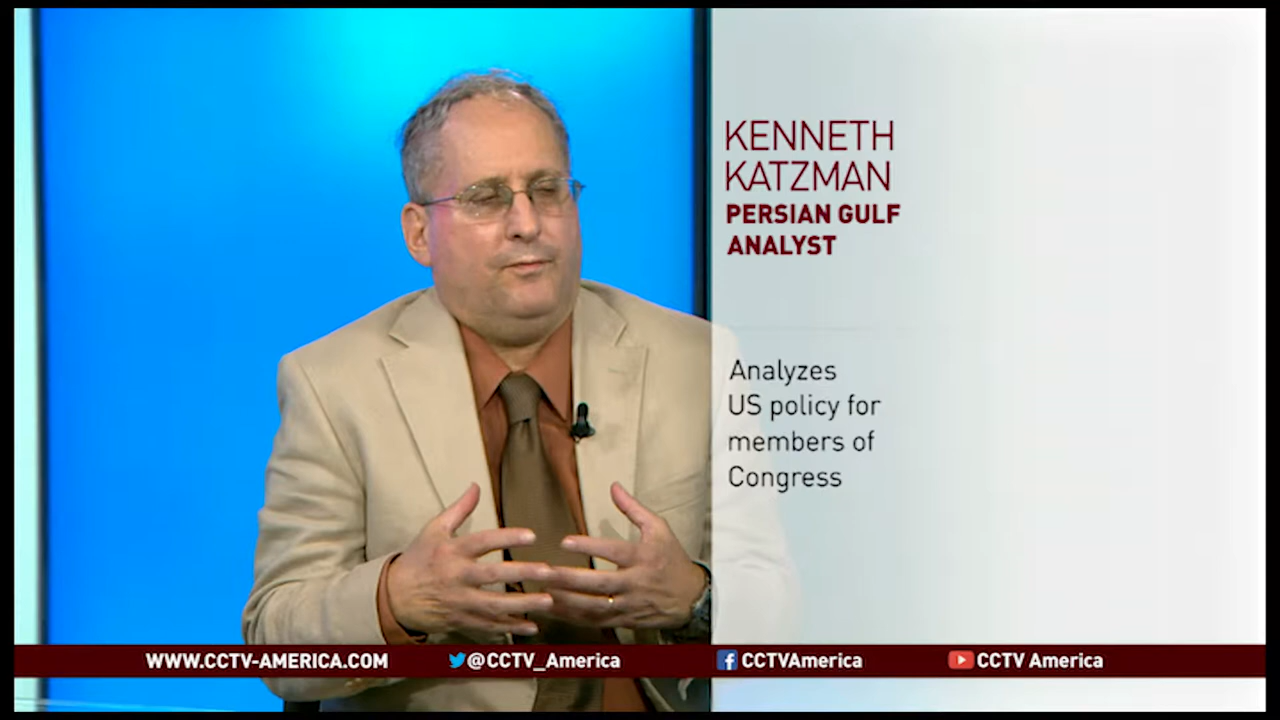 KENNETH
KATZMAN
PERSIAN GULF
ANALYST
Analyzes
US policy for
members of
Congress
WWW.CCTV-AMERICA.COM @CCTV_America CCTVAmerica CCTV America